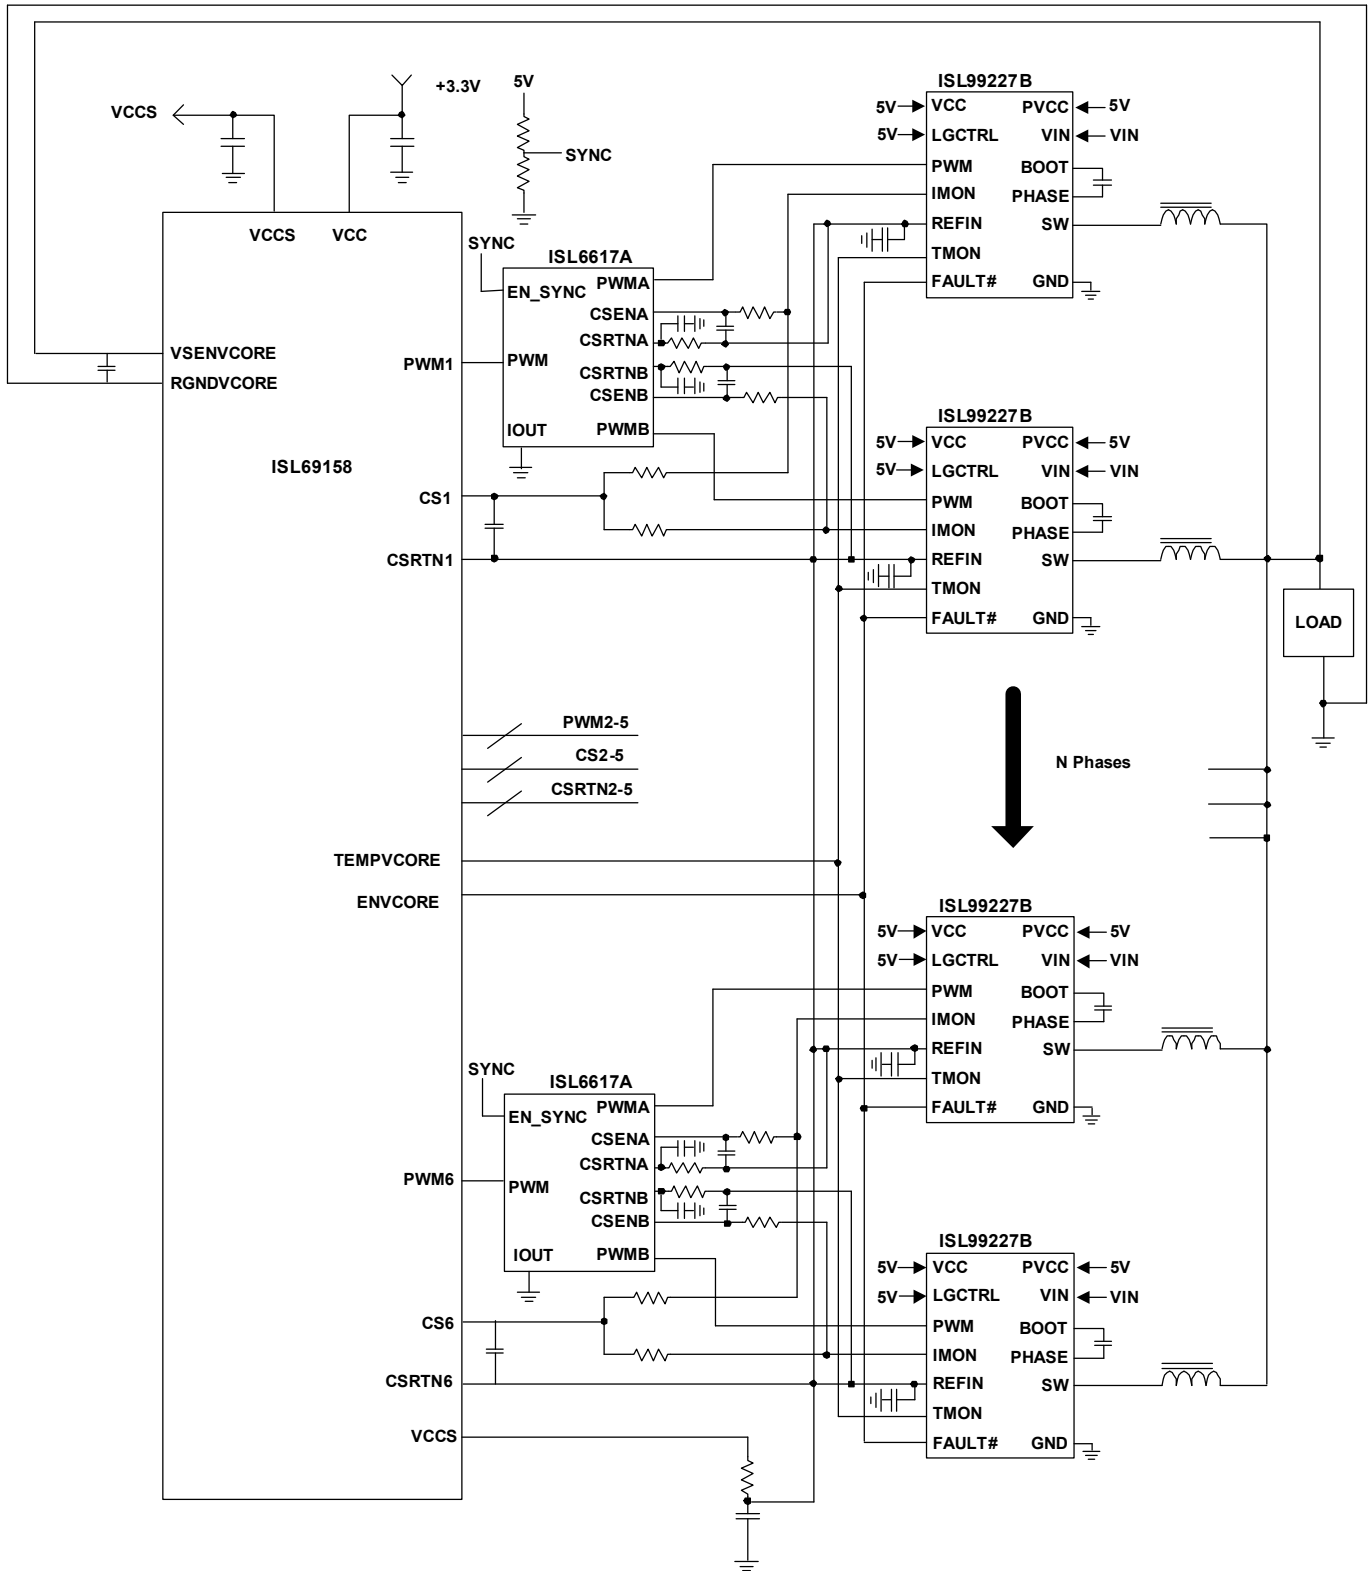 ISL99227B
5V VCC PVCC 5V
5V LGCTRL VIN VIN
PWM BOOT
IMON PHASE
REFIN SW
TMON
FAULT# GND
+3.3V
5V
VCCS
SYNC
VCCS VCC
SYNC
ISL6617A
EN_SYNC PWMA
CSENA
CSRTNA
PWM
CSRTNB
CSENB
IOUT PWMB
VSENVCORE
RGNDVCORE
PWM1
ISL69158
CS1
CSRTN1
ISL99227B
5V VCC PVCC 5V
5V LGCTRL VIN VIN
PWM BOOT
IMON PHASE
REFIN SW
TMON
FAULT# GND
LOAD
PWM2-5
CS2-5
CSRTN2-5
N Phases
TEMPVCORE
ENVCORE
ISL99227B
5V VCC PVCC 5V
5V LGCTRL VIN VIN
PWM BOOT
IMON PHASE
REFIN SW
TMON
FAULT# GND
SYNC
ISL6617A
EN_SYNC PWMA
CSENA
CSRTNA
PWM
CSRTNB
CSENB
IOUT PWMB
PWM6
CS6
CSRTN6
VCCS
ISL99227B
5V VCC PVCC 5V
5V LGCTRL VIN VIN
PWM BOOT
IMON PHASE
REFIN SW
TMON
FAULT# GND